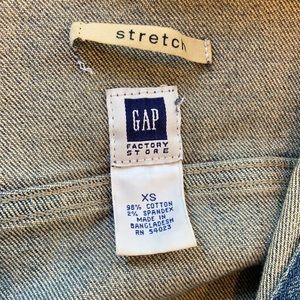 stretch
GAP
FACTORY
STORE
XS
98% COTTON
2% SPANDEX
MADE IN
BANGLADESH
RN 54023